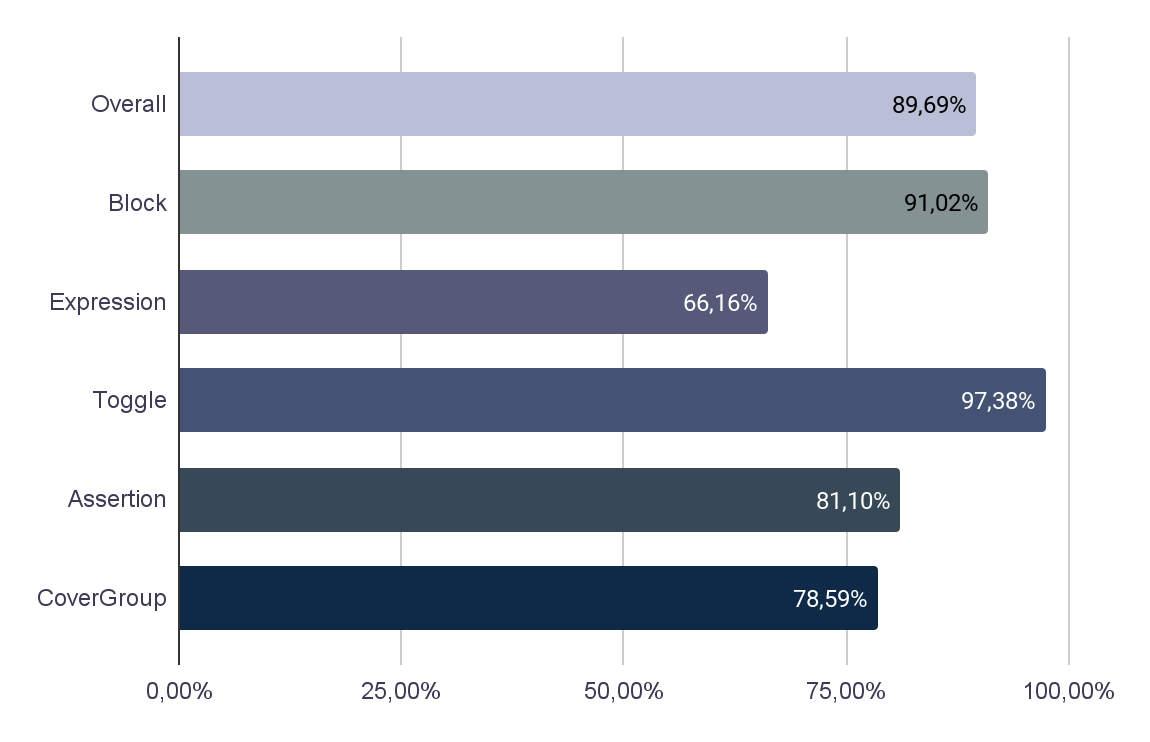 Overall 89,69%
Block 91,02%
Expression 66,16%
Toggle 97,38%
Assertion 81,10%
CoverGroup 78,59%
0,00% 25,00% 50,00% 75,00% 100,00%